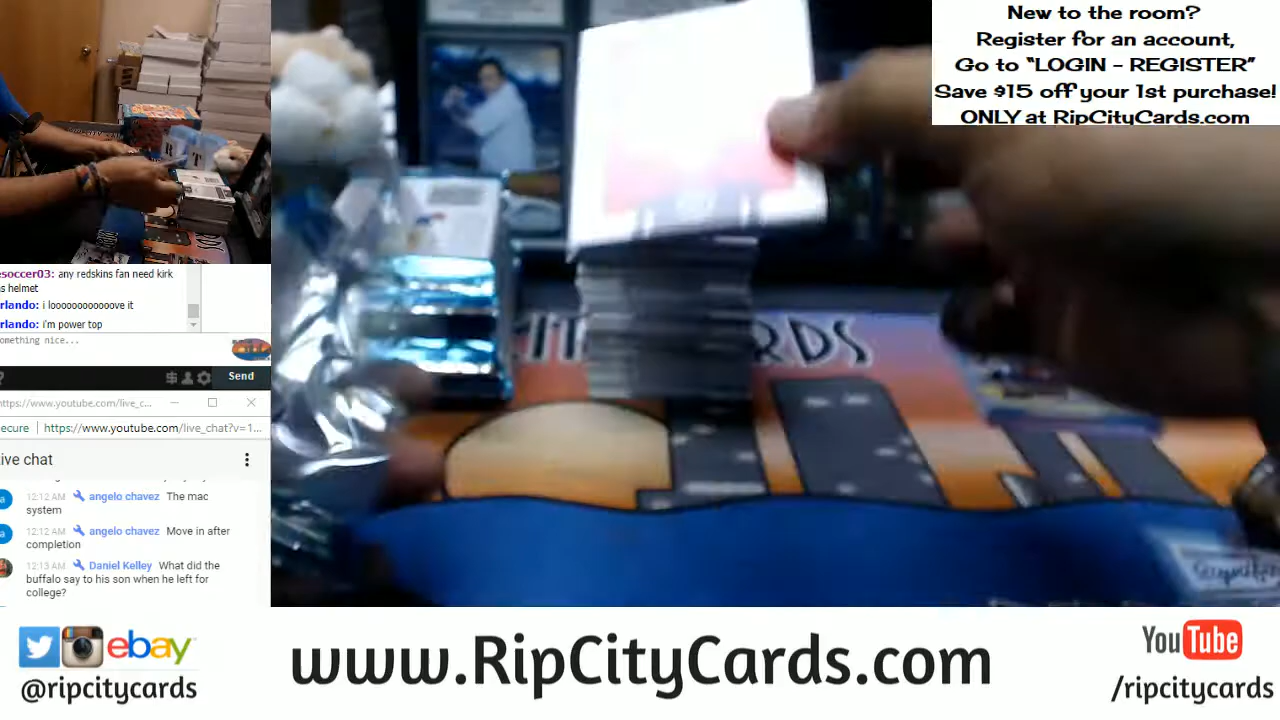 New to the room?
Register for an account,
Go to “LOGIN - REGISTER”
Save $15 off your 1st purchase!
ONLY at RipCityCards.com
R T
esoccer03: any redskins fan need kirk
s helmet
rlando: i looooooooooove it
rlando: i'm power top
omething nice...
Send
https://www.youtube.com/live_c...
ecure | https://www.youtube.com/live_chat?v=1...
ive chat
12:12 AM angelo chavez The mac
system
12:12 AM angelo chavez Move in after
completion
12:13 AM Daniel Kelley What did the
buffalo say to his son when he left for
college?
RDS
ebay
@ripcitycards
www.RipCityCards.com
YouTube
/ripcitycards